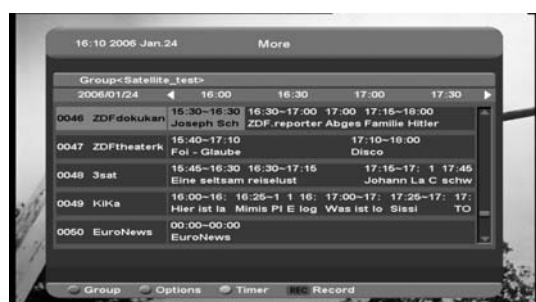 16:10 2006 Jan.24 More
Group<Satellite_test>
2006/01/24 16:00 16:30 17:00 17:30
0046 ZDFdokukan 15:30~16:30 16:30~17:00 17:00 17:15~18:00
Joseph Sch ZDF.reporter Abges Familie Hitler
0047 ZDFtheaterk 15:40~17:10 17:10~18:00
Foi - Glaube Disco
0048 3sat 15:45~16:30 16:30~17:15 17:15~17: 1 17:45
Eine seltsam reiselust Johann La C schw
0049 KiKa 16:00~16: 16:25~1 1 16: 17:00~17: 17:25~17: 17:
Hier ist la Mimis Pl E log Was ist lo Sissi TO
0050 EuroNews 00:00~00:00
EuroNews
Group Options Timer REC Record